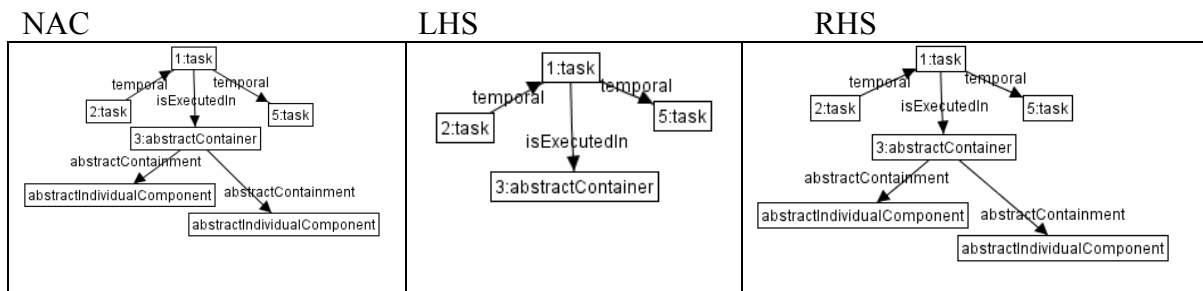 NAC LHS RHS
1:task
temporal temporal
2:task isExecutedIn 5:task
3:abstractContainer
abstractContainment
abstractIndividualComponent abstractContainment
abstractIndividualComponent
1:task
temporal temporal
2:task 5:task
isExecutedIn
3:abstractContainer
1:task
temporal temporal
2:task isExecutedIn 5:task
3:abstractContainer
abstractContainment
abstractIndividualComponent abstractContainment
abstractIndividualComponent